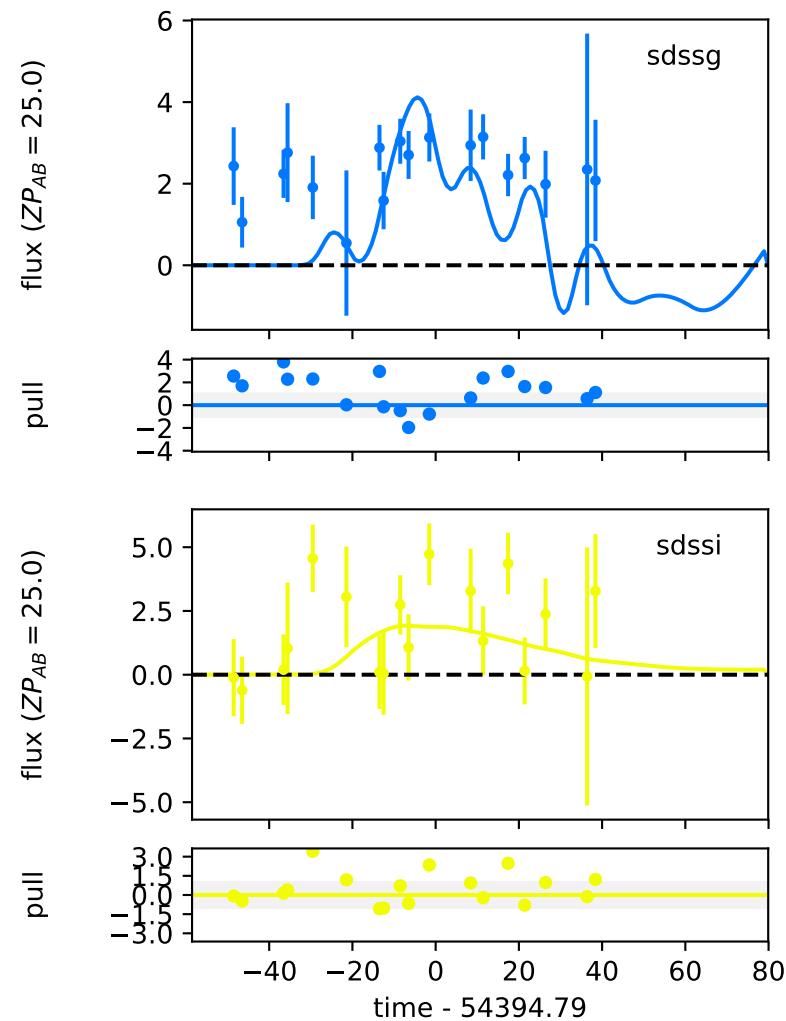 6
sdssg
4
2
0
flux (ZP_AB = 25.0)
4
2
0
−2
−4
pull
sdssi
5.0
2.5
0.0
−2.5
−5.0
flux (ZP_AB = 25.0)
3.0
1.5
0.0
−1.5
−3.0
pull
−40 −20 0 20 40 60 80
time - 54394.79